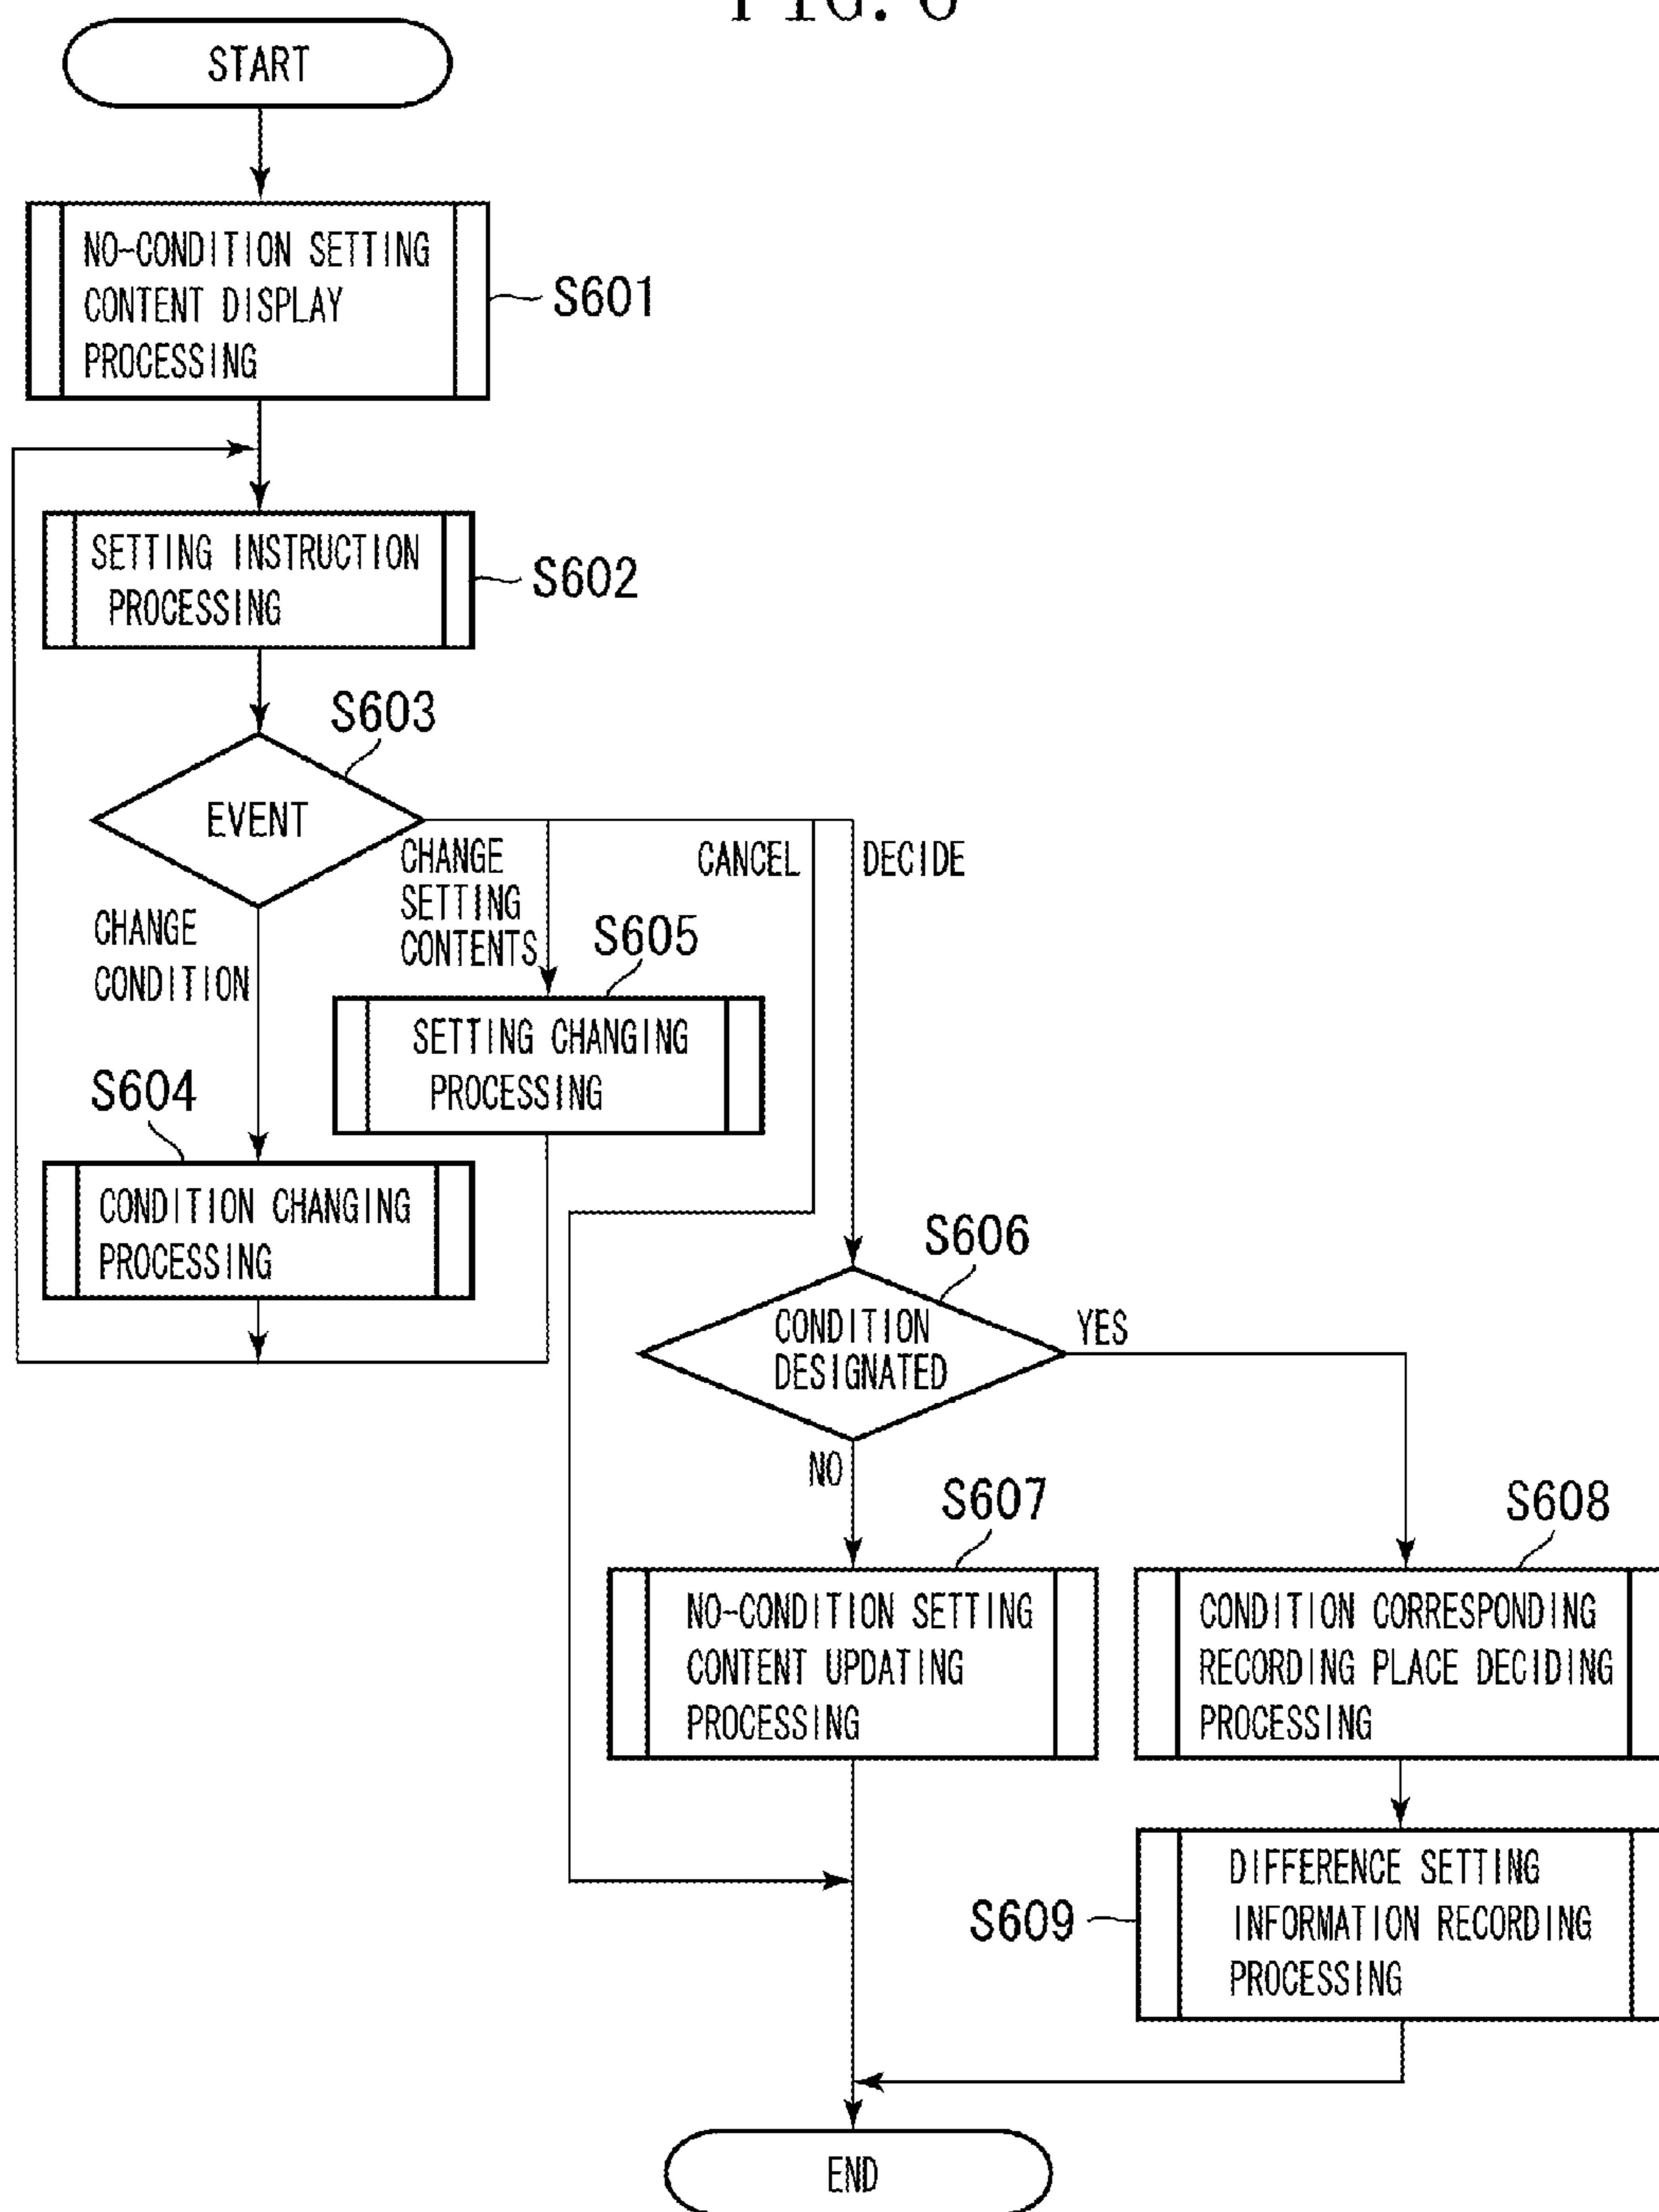 FIG. 6
START
NO-CONDITION SETTING
CONTENT DISPLAY
PROCESSING
S601
SETTING INSTRUCTION
PROCESSING
S602
S603
EVENT
CHANGE
SETTING
CONTENTS
CANCEL
DECIDE
CHANGE
CONDITION
S605
SETTING CHANGING
PROCESSING
S604
CONDITION CHANGING
PROCESSING
S606
CONDITION
DESIGNATED
YES
NO
S607
NO-CONDITION SETTING
CONTENT UPDATING
PROCESSING
S608
CONDITION CORRESPONDING
RECORDING PLACE DECIDING
PROCESSING
S609
DIFFERENCE SETTING
INFORMATION RECORDING
PROCESSING
END